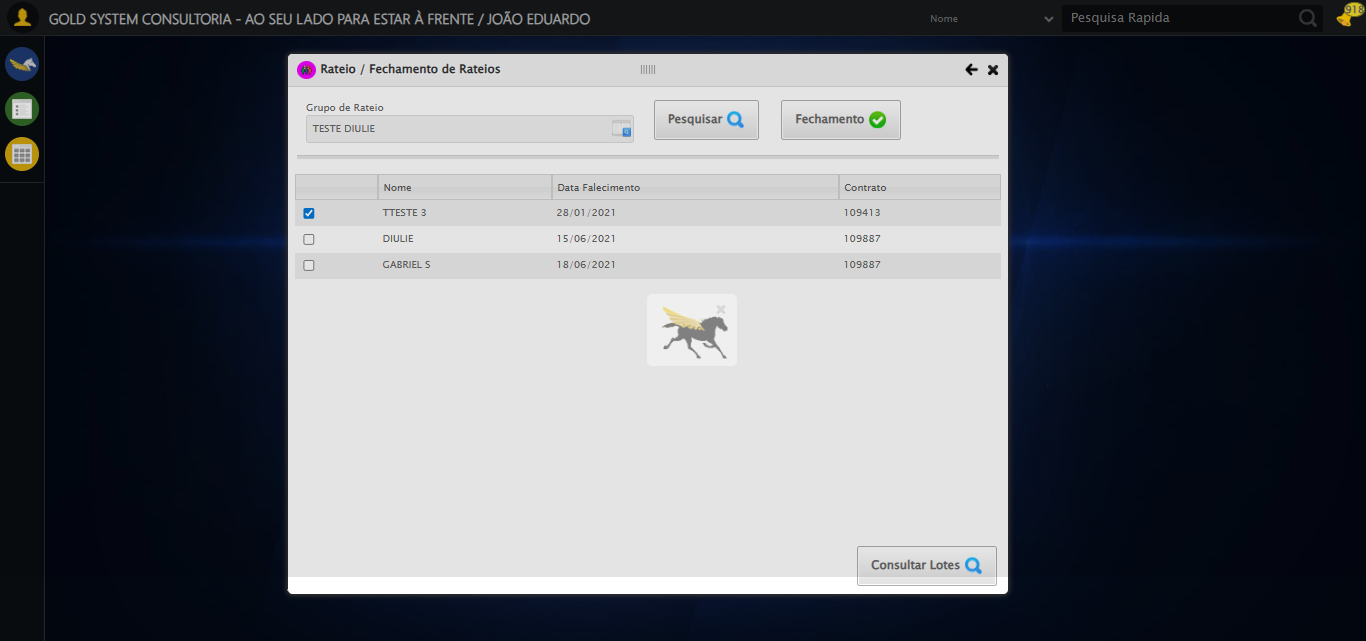 GOLD SYSTEM CONSULTORIA - AO SEU LADO PARA ESTAR À FRENTE / JOÃO EDUARDO
Nome
Pesquisa Rapida
918
Rateio / Fechamento de Rateios
Grupo de Rateio
TESTE DIULIE
Pesquisar
Fechamento
Nome Data Falecimento Contrato
TTESTE 3 28/01/2021 109413
DIULIE 15/06/2021 109887
GABRIEL S 18/06/2021 109887
Consultar Lotes